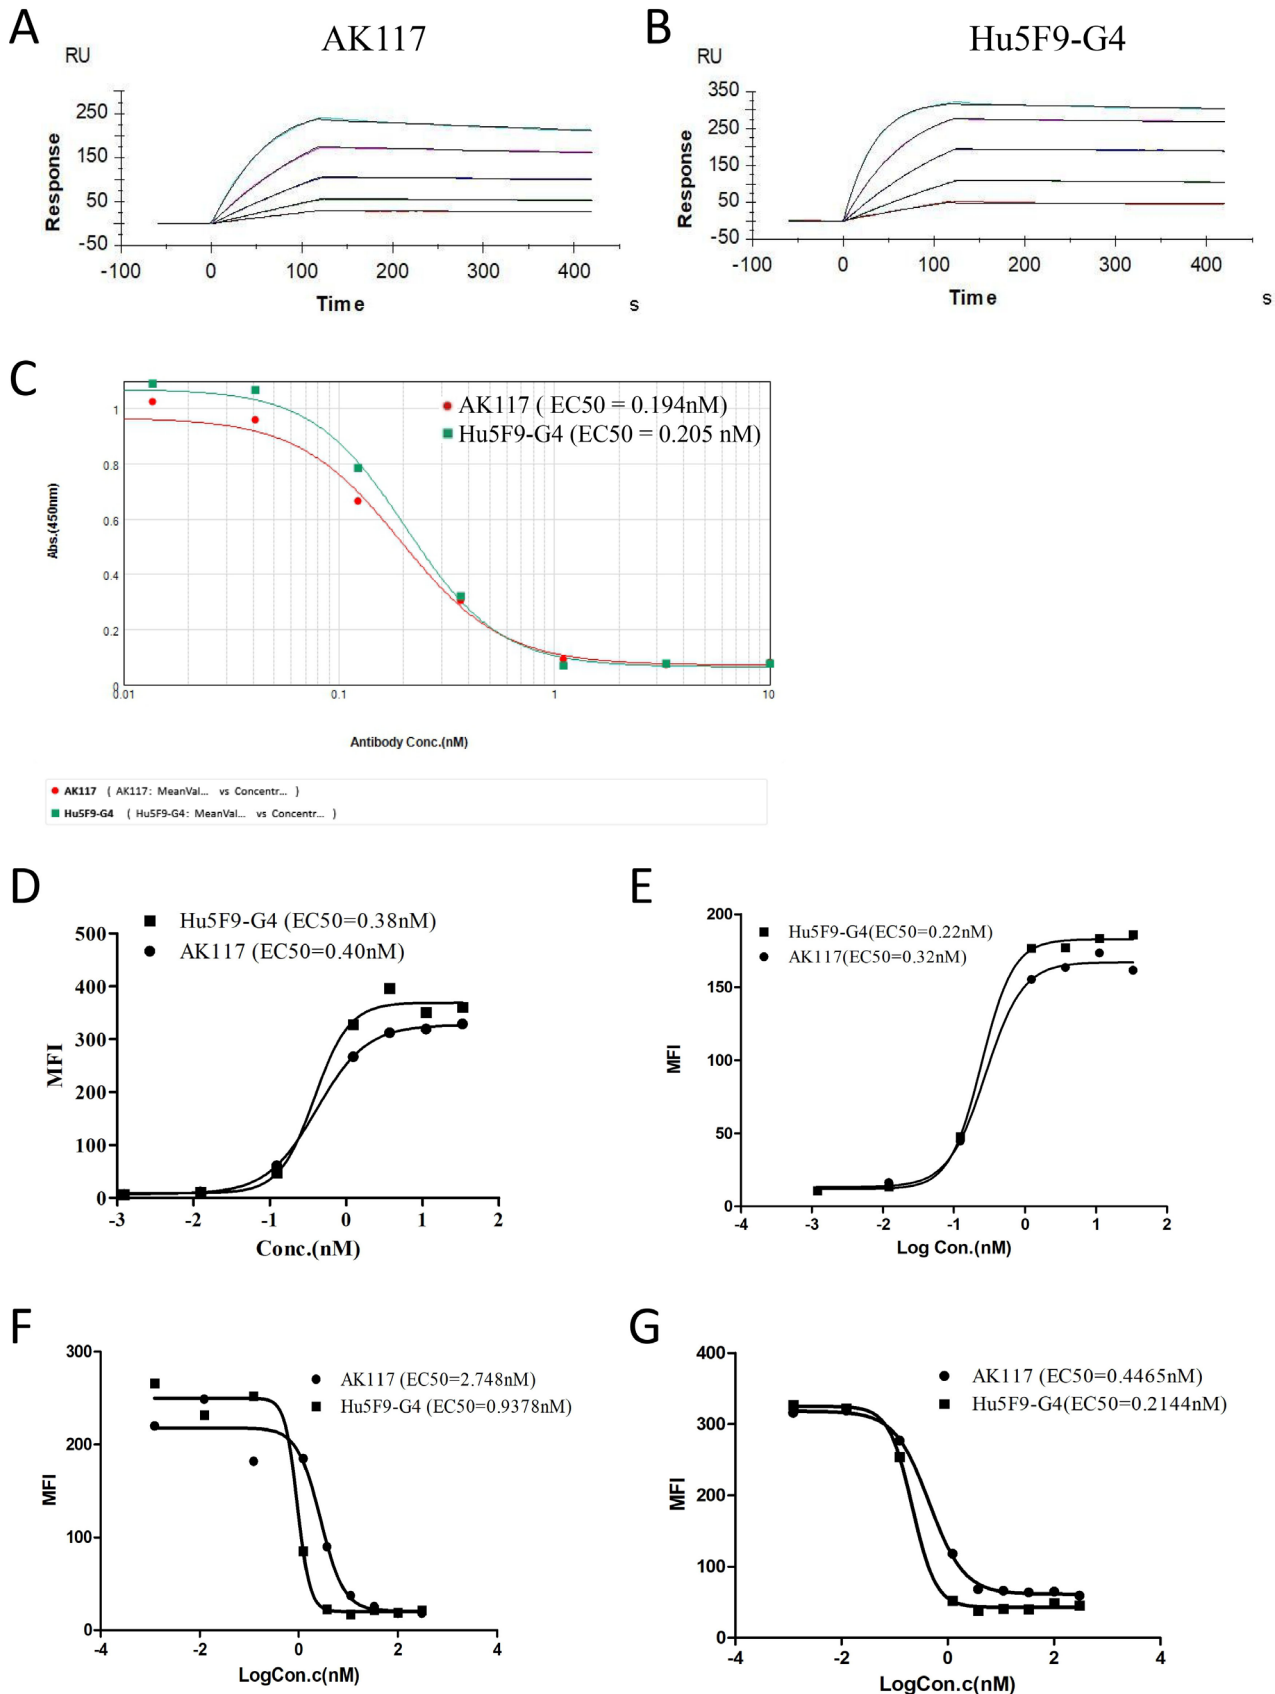 A
AK117
RU
250
150
50
-50
Response
-100 0 100 200 300 400
Time
s
B
Hu5F9-G4
RU
350
250
150
50
-50
Response
-100 0 100 200 300 400
Time
s
C
AK117 ( EC50 = 0.194nM)
Hu5F9-G4 (EC50 = 0.205 nM)
1
0.8
0.6
0.4
0.2
0
Abs.(450nm)
0.01 0.1 1 10
Antibody Conc.(nM)
AK117 ( AK117: MeanVal... vs Concentr... )
Hu5F9-G4 ( Hu5F9-G4: MeanVal... vs Concentr... )
D
Hu5F9-G4 (EC50=0.38nM)
AK117 (EC50=0.40nM)
500
400
300
200
100
0
MFI
-3 -2 -1 0 1 2
Conc.(nM)
E
Hu5F9-G4(EC50=0.22nM)
AK117(EC50=0.32nM)
200
150
100
50
0
MFI
-4 -3 -2 -1 0 1 2
Log Con.(nM)
F
AK117 (EC50=2.748nM)
Hu5F9-G4 (EC50=0.9378nM)
300
200
100
0
MFI
-4 -2 0 2 4
LogCon.c(nM)
G
AK117 (EC50=0.4465nM)
Hu5F9-G4(EC50=0.2144nM)
400
300
200
100
0
MFI
-4 -2 0 2 4
LogCon.c(nM)